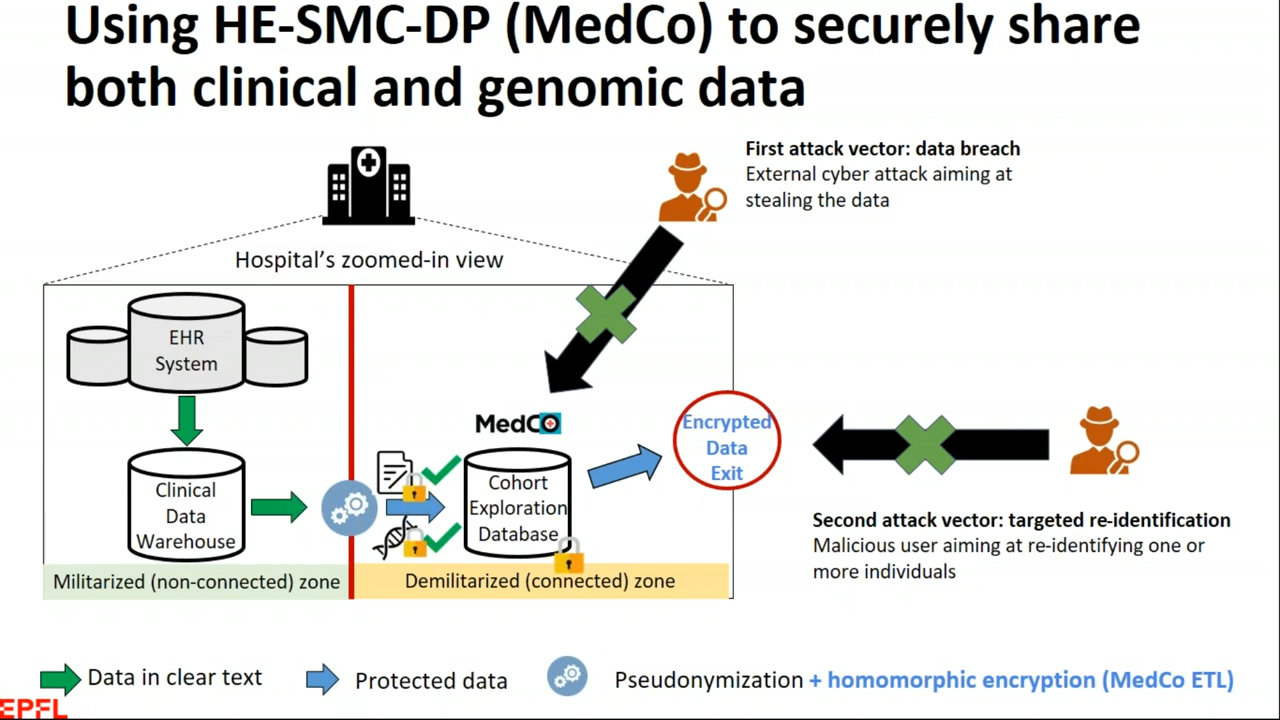 Using HE-SMC-DP (MedCo) to securely share
both clinical and genomic data
First attack vector: data breach
External cyber attack aiming at
stealing the data
Hospital's zoomed-in view
EHR
System
MedCo
Encrypted
Data
Exit
Clinical
Data
Warehouse
Cohort
Exploration
Database
Second attack vector: targeted re-identification
Malicious user aiming at re-identifying one or
more individuals
Militarized (non-connected) zone
Demilitarized (connected) zone
Data in clear text
Protected data
Pseudonymization + homomorphic encryption (MedCo ETL)
EPFL